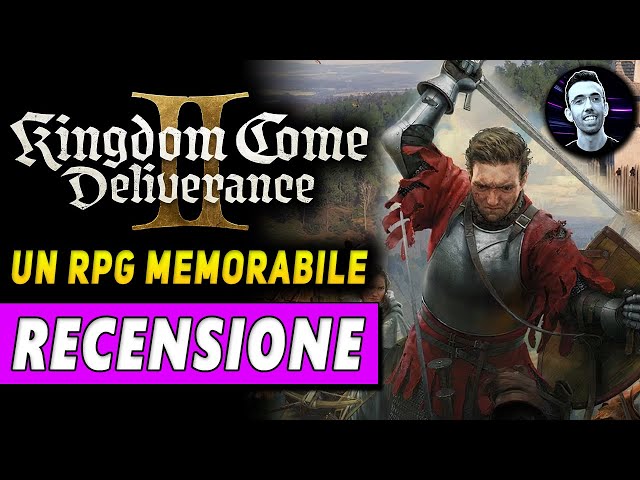 II
Kingdom Come
Deliverance
UN RPG MEMORABILE
RECENSIONE